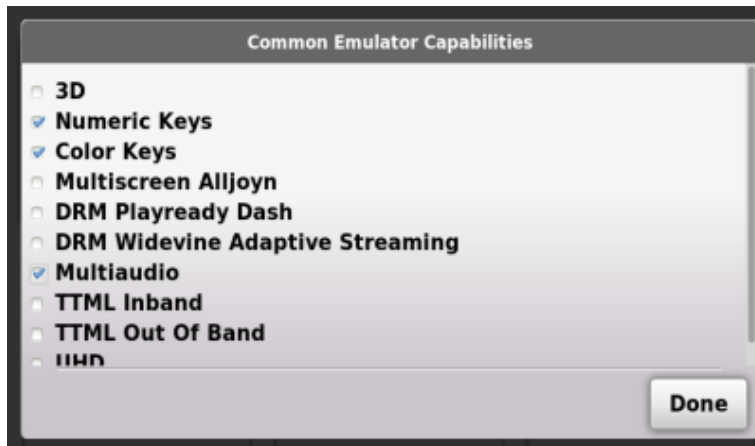 Common Emulator Capabilities
3D
Numeric Keys
Color Keys
Multiscreen Alljoyn
DRM Playready Dash
DRM Widevine Adaptive Streaming
Multiaudio
TTML Inband
TTML Out Of Band
UHD
Done